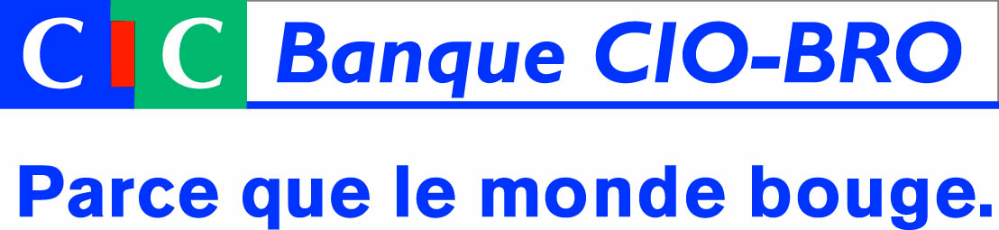 CIC Banque CIO-BRO
Parce que le monde bouge.